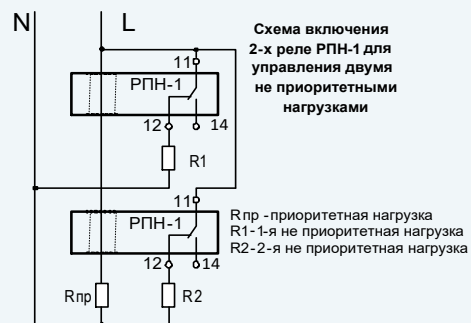 N
L
Схема включения
2-х реле РПН-1 для
управления двумя
не приоритетными
нагрузками
11
РПН-1
12
14
R1
11
РПН-1
12
14
Rпр -приоритетная нагрузка
R1-1-я не приоритетная нагрузка
R2-2-я не приоритетная нагрузка
Rпр
R2